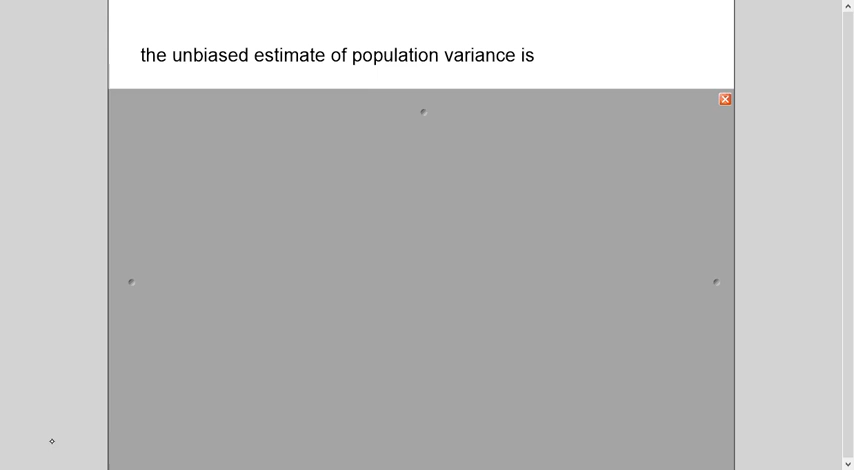 the unbiased estimate of population variance is